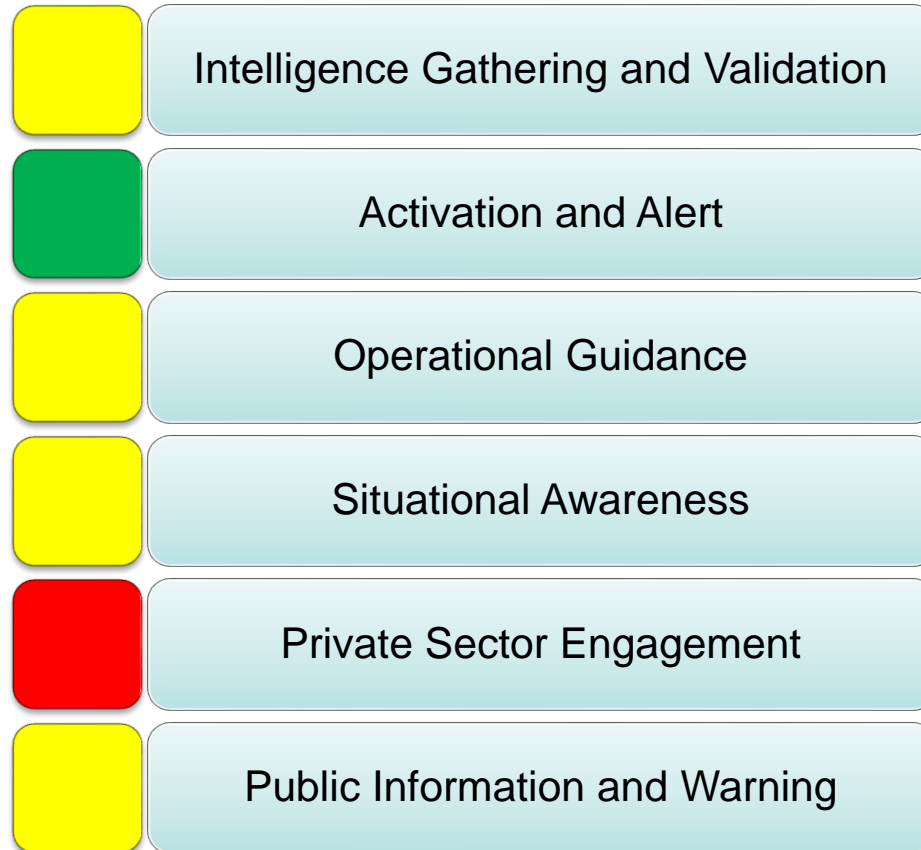 Intelligence Gathering and Validation
Activation and Alert
Operational Guidance
Situational Awareness
Private Sector Engagement
Public Information and Warning